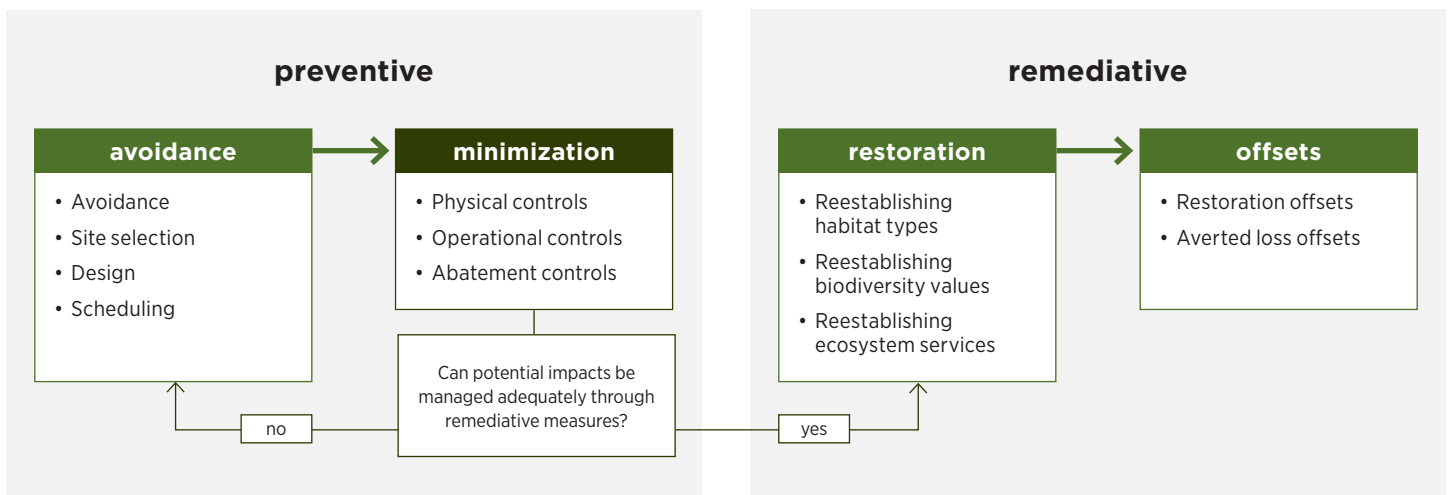 preventive
avoidance
• Avoidance
• Site selection
• Design
• Scheduling
minimization
• Physical controls
• Operational controls
• Abatement controls
Can potential impacts be
managed adequately through
remediative measures?
no
yes
remediative
restoration
• Reestablishing
habitat types
• Reestablishing
biodiversity values
• Reestablishing
ecosystem services
offsets
• Restoration offsets
• Averted loss offsets